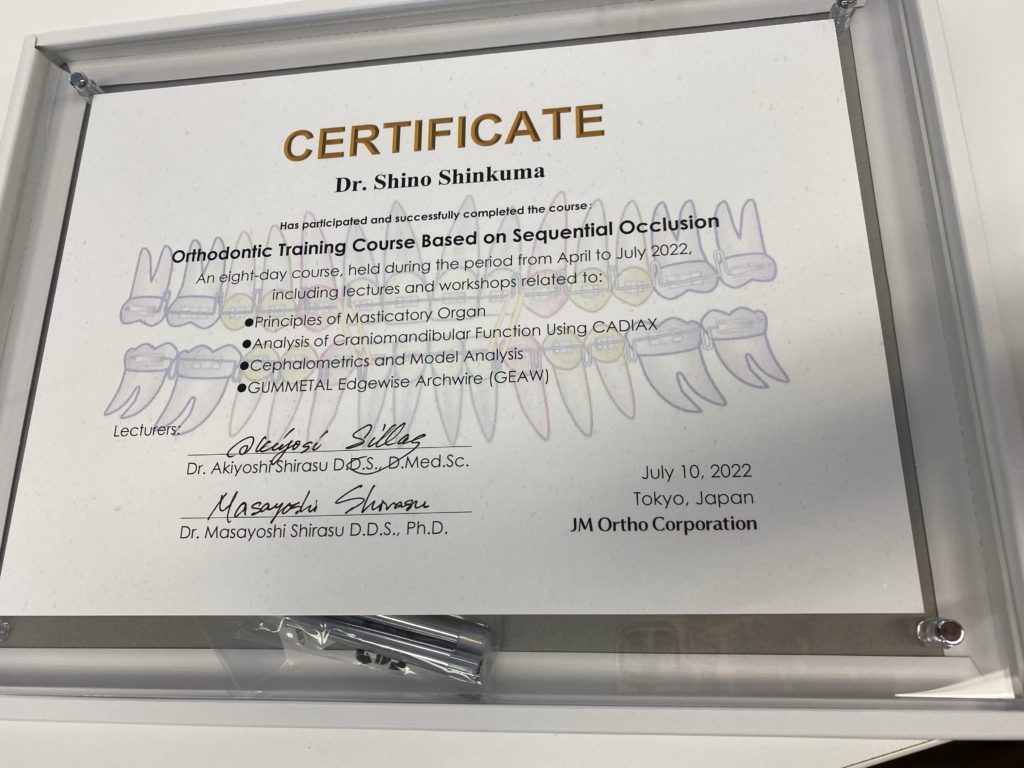 CERTIFICATE
Dr. Shino Shinkuma
Has participated and successfully completed the course:
Orthodontic Training Course Based on Sequential Occlusion
An eight-day course, held during the period from April to July 2022,
including lectures and workshops related to:
●Principles of Masticatory Organ
●Analysis of Craniomandibular Function Using CADIAX
●Cephalometrics and Model Analysis
●GUMMETAL Edgewise Archwire (GEAW)
Lecturers:
Dr. Akiyoshi Shirasu D.D.S., D.Med.Sc.
Masayoshi Shirasu
Dr. Masayoshi Shirasu D.D.S., Ph.D.
July 10, 2022
Tokyo, Japan
JM Ortho Corporation